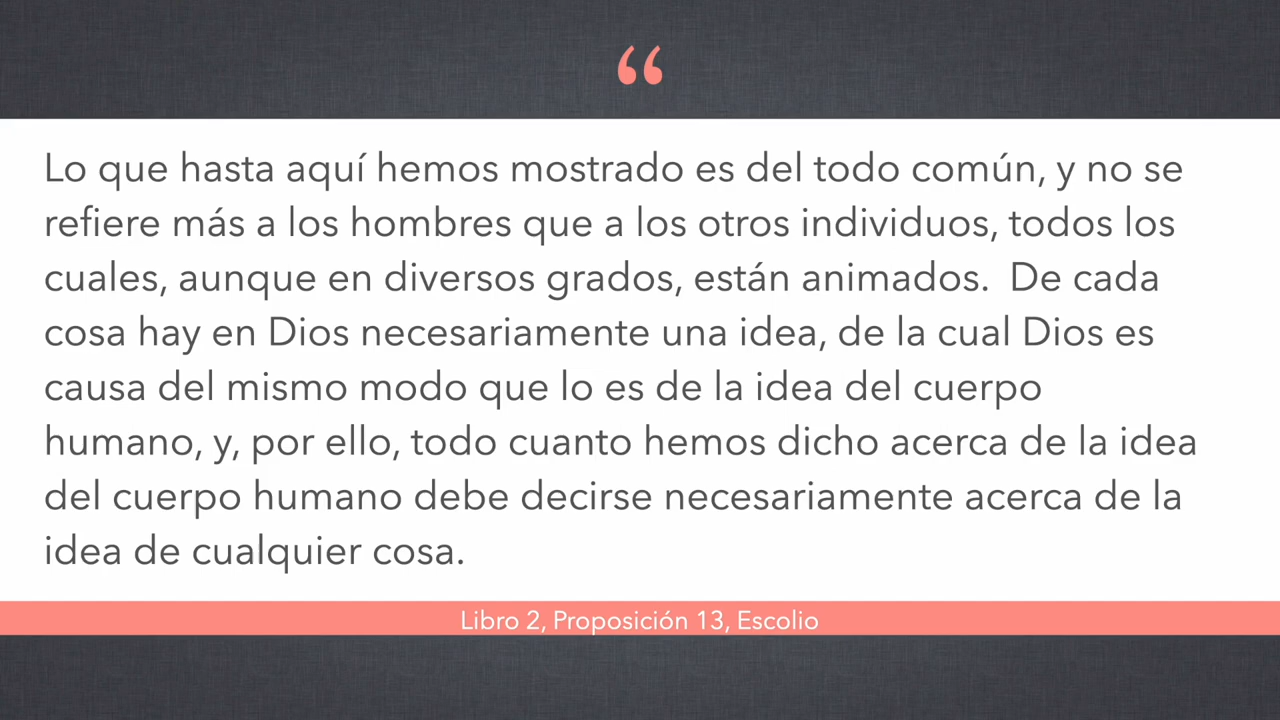 “
Lo que hasta aquí hemos mostrado es del todo común, y no se
refiere más a los hombres que a los otros individuos, todos los
cuales, aunque en diversos grados, están animados.  De cada
cosa hay en Dios necesariamente una idea, de la cual Dios es
causa del mismo modo que lo es de la idea del cuerpo
humano, y, por ello, todo cuanto hemos dicho acerca de la idea
del cuerpo humano debe decirse necesariamente acerca de la
idea de cualquier cosa.
Libro 2, Proposición 13, Escolio